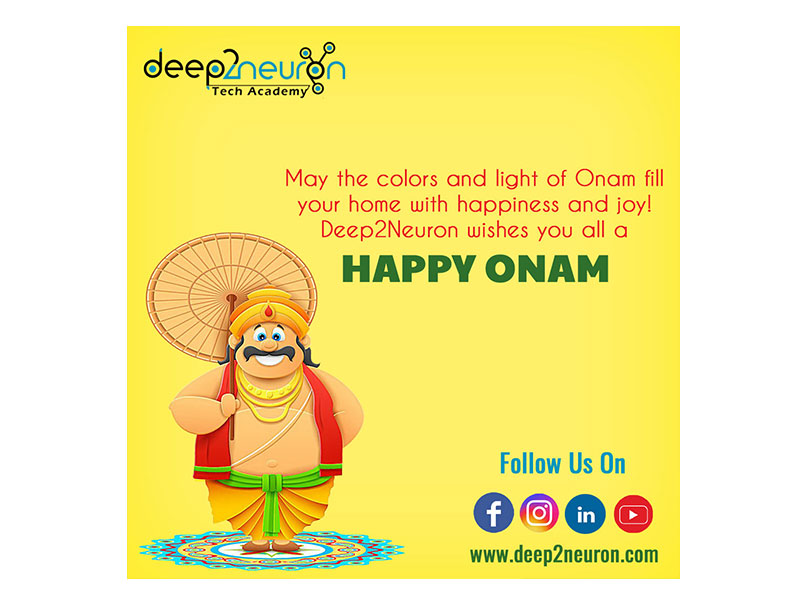 deep2neuron
Tech Academy
May the colors and light of Onam fill
your home with happiness and joy!
Deep2Neuron wishes you all a
HAPPY ONAM
Follow Us On
f
in
www.deep2neuron.com